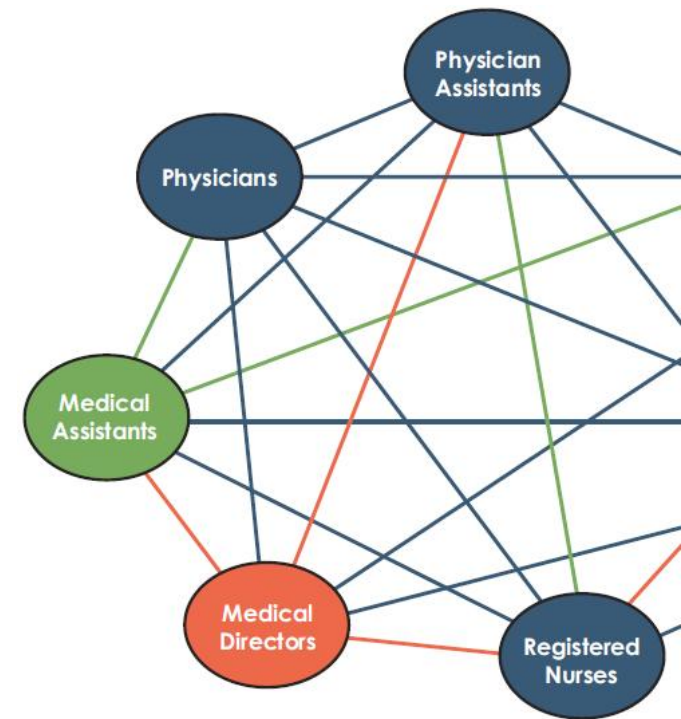 Physician
Assistants
Physicians
Medical
Assistants
Medical
Directors
Registered
Nurses